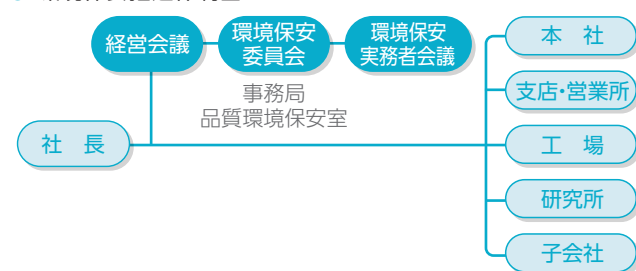 経営会議
環境保安
委員会
環境保安
実務者会議
事務局
品質環境保安室
社　長
本　社
支店・営業所
工　場
研究所
子会社